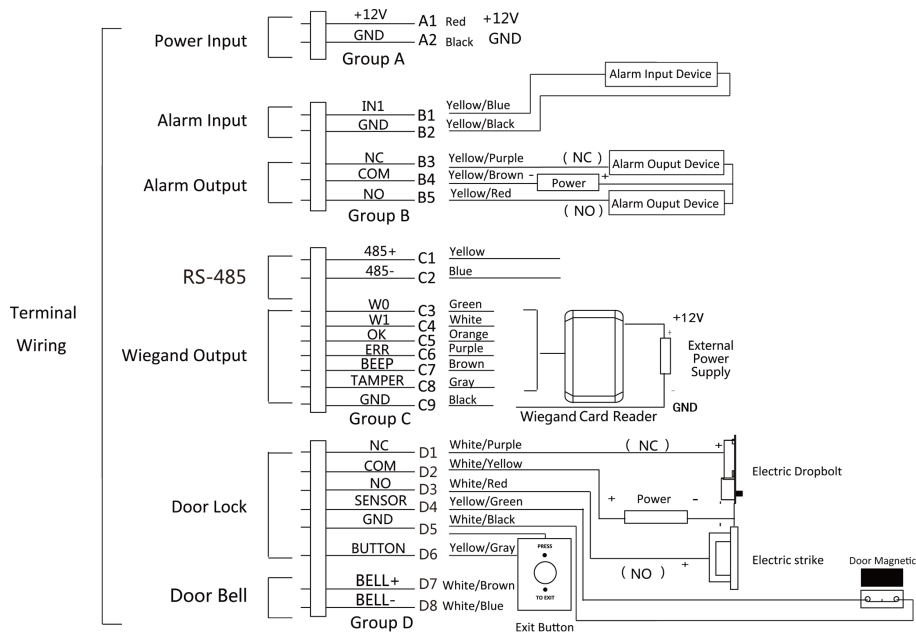 Terminal
Wiring
Power Input
+12V A1 Red +12V
GND A2 Black GND
Group A
Alarm Input
IN1 B1 Yellow/Blue
GND B2 Yellow/Black
Alarm Input Device
Alarm Output
NC B3 Yellow/Purple ( NC ) Alarm Ouput Device
COM B4 Yellow/Brown - Power +
NO B5 Yellow/Red ( NO ) Alarm Ouput Device
Group B
RS-485
485+ C1 Yellow
485- C2 Blue
Wiegand Output
W0 C3 Green
W1 C4 White
OK C5 Orange
ERR C6 Purple
BEEP C7 Brown
TAMPER C8 Gray
GND C9 Black
Group C
Wiegand Card Reader
+12V
+
External
Power
Supply
-
GND
Door Lock
NC D1 White/Purple ( NC ) +
COM D2 White/Yellow
NO D3 White/Red
SENSOR D4 Yellow/Green
GND D5 White/Black
BUTTON D6 Yellow/Gray
+ Power -
Electric Dropbolt
-
-
Electric strike
( NO ) +
Door Magnetic
PRESS
TO EXIT
Exit Button
Door Bell
BELL+ D7 White/Brown
BELL- D8 White/Blue
Group D